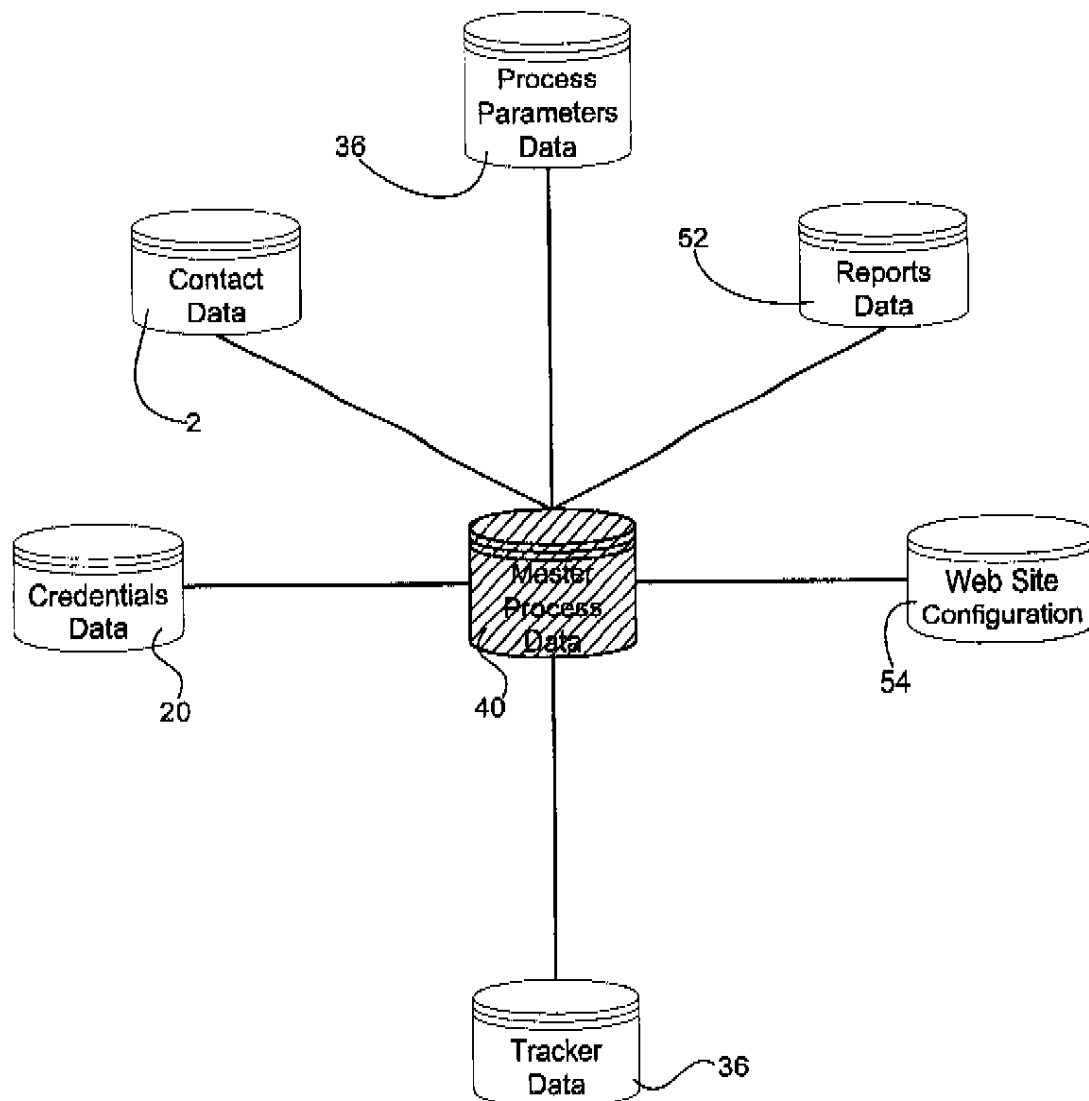 Process
Parameters
Data
36
Contact
Data
2
52
Reports
Data
Credentials
Data
20
Master
Process
Data
40
Web Site
Configuration
54
Tracker
Data
36